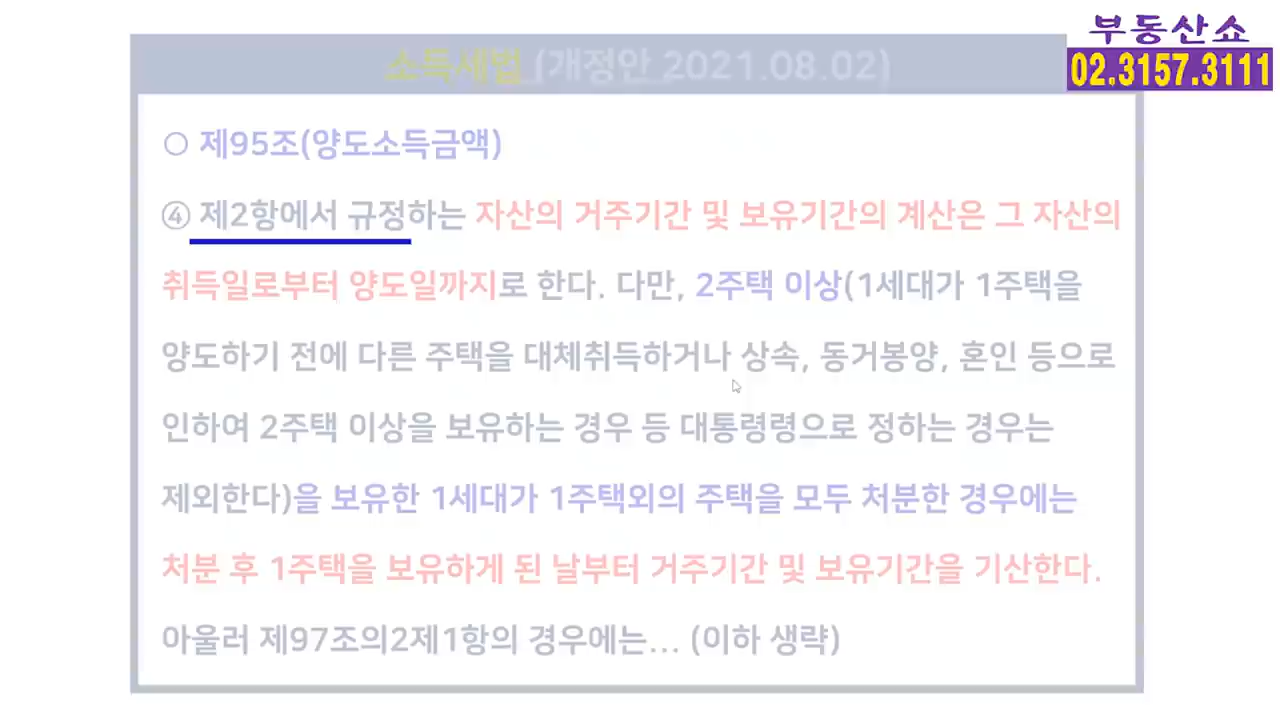 부동산쇼
02.3157.3111
소득세법 (개정안 2021.08.02)
○ 제95조(양도소득금액)
④ 제2항에서 규정하는 자산의 거주기간 및 보유기간의 계산은 그 자산의
취득일로부터 양도일까지로 한다. 다만, 2주택 이상(1세대가 1주택을
양도하기 전에 다른 주택을 대체취득하거나 상속, 동거봉양, 혼인 등으로
인하여 2주택 이상을 보유하는 경우 등 대통령령으로 정하는 경우는
제외한다)을 보유한 1세대가 1주택외의 주택을 모두 처분한 경우에는
처분 후 1주택을 보유하게 된 날부터 거주기간 및 보유기간을 기산한다.
아울러 제97조의2제1항의 경우에는... (이하 생략)